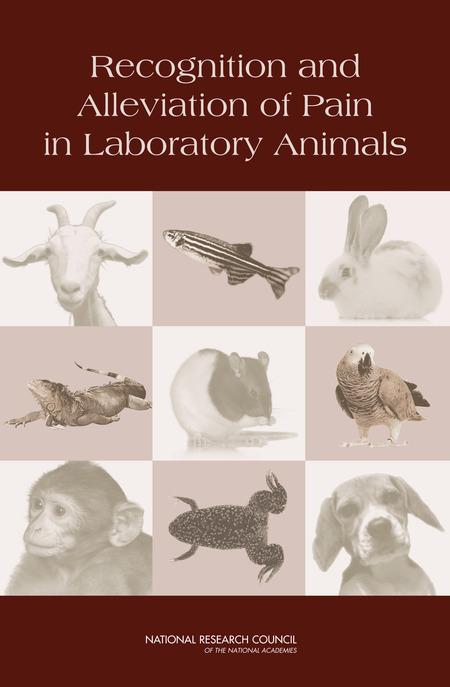 Recognition and
Alleviation of Pain
in Laboratory Animals
NATIONAL RESEARCH COUNCIL
OF THE NATIONAL ACADEMIES